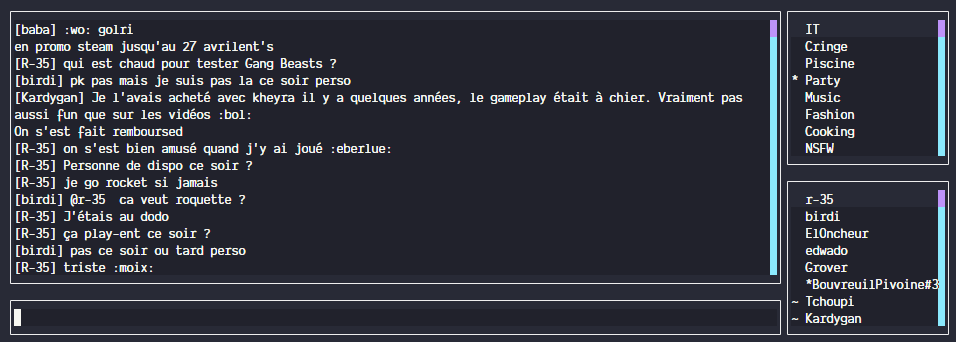 [baba] :wo: golri
en promo steam jusqu'au 27 avrilent's
[R-35] qui est chaud pour tester Gang Beasts ?
[birdi] pk pas mais je suis pas la ce soir perso
[Kardygan] Je l'avais acheté avec kheyra il y a quelques années, le gameplay était à chier. Vraiment pas
aussi fun que sur les vidéos :bol:
On s'est fait remboursed
[R-35] on s'est bien amusé quand j'y ai joué :eberlue:
[R-35] Personne de dispo ce soir ?
[R-35] je go rocket si jamais
[birdi] @r-35  ca veut roquette ?
[R-35] J'étais au dodo
[R-35] ça play-ent ce soir ?
[birdi] pas ce soir ou tard perso
[R-35] triste :moix:
IT
Cringe
Piscine
* Party
Music
Fashion
Cooking
NSFW
r-35
birdi
ElOncheur
edwado
Grover
*BouvreuilPivoine#3
~ Tchoupi
~ Kardygan